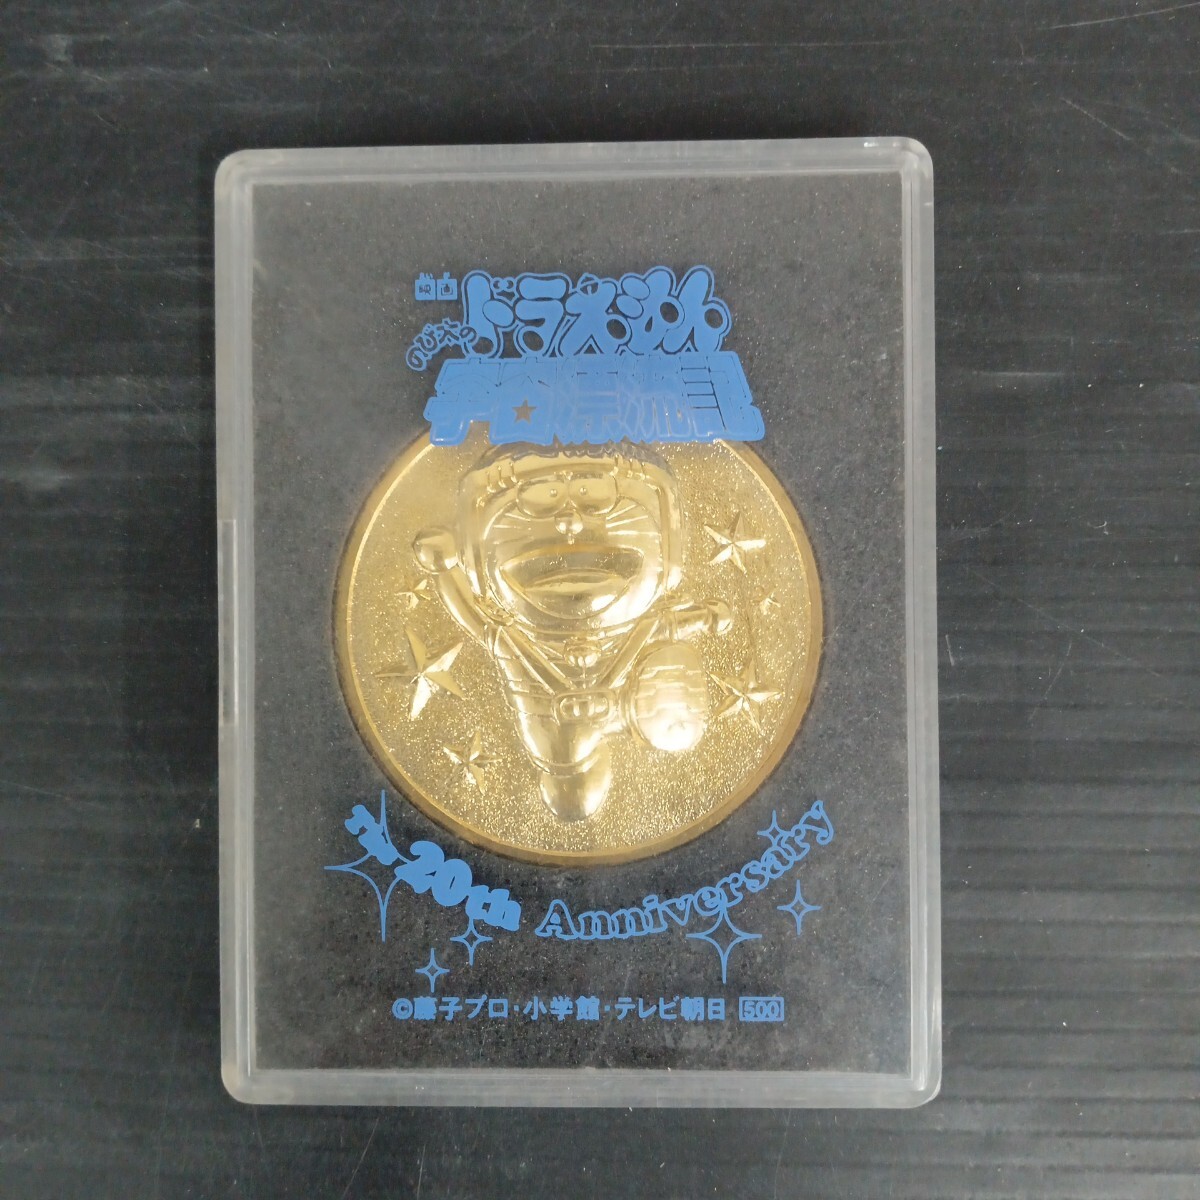 映画
ドラえもん
のび太の
宇宙漂流記
TV 20th Anniversary
©藤子プロ・小学館・テレビ朝日 500